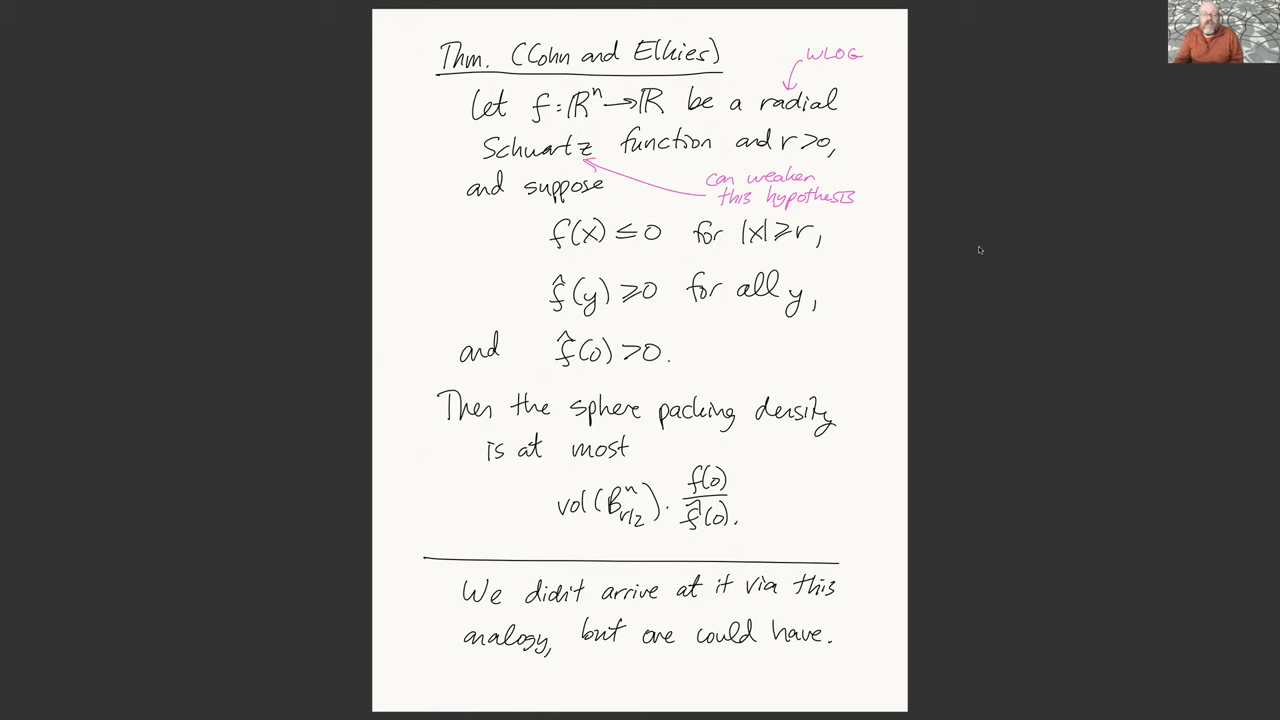 Thm. (Cohn and Elkies)
WLOG
Let f: ℝⁿ → ℝ be a radial
Schwartz function and r>0,
and suppose
can weaken
this hypothesis
f(x) ≤ 0 for |x| ≥ r,
f̂(y) ≥ 0 for all y,
and f̂(0) > 0.
Then the sphere packing density
is at most
vol(Bⁿ_{r/2}) · f(0)/f̂(0).
We didn't arrive at it via this
analogy, but one could have.